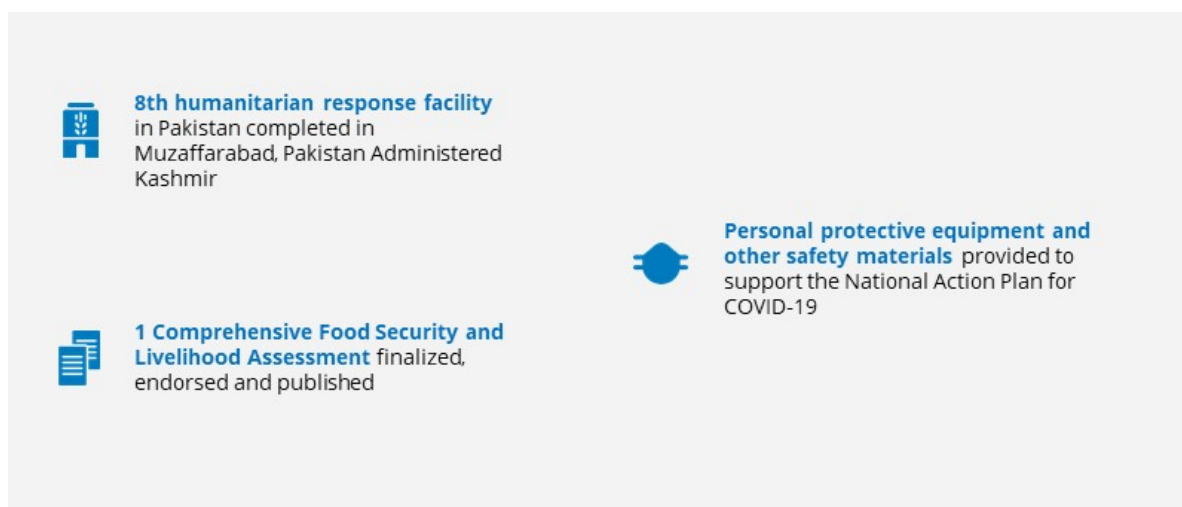 8th humanitarian response facility
in Pakistan completed in
Muzaffarabad, Pakistan Administered
Kashmir
1 Comprehensive Food Security and
Livelihood Assessment finalized,
endorsed and published
Personal protective equipment and
other safety materials provided to
support the National Action Plan for
COVID-19